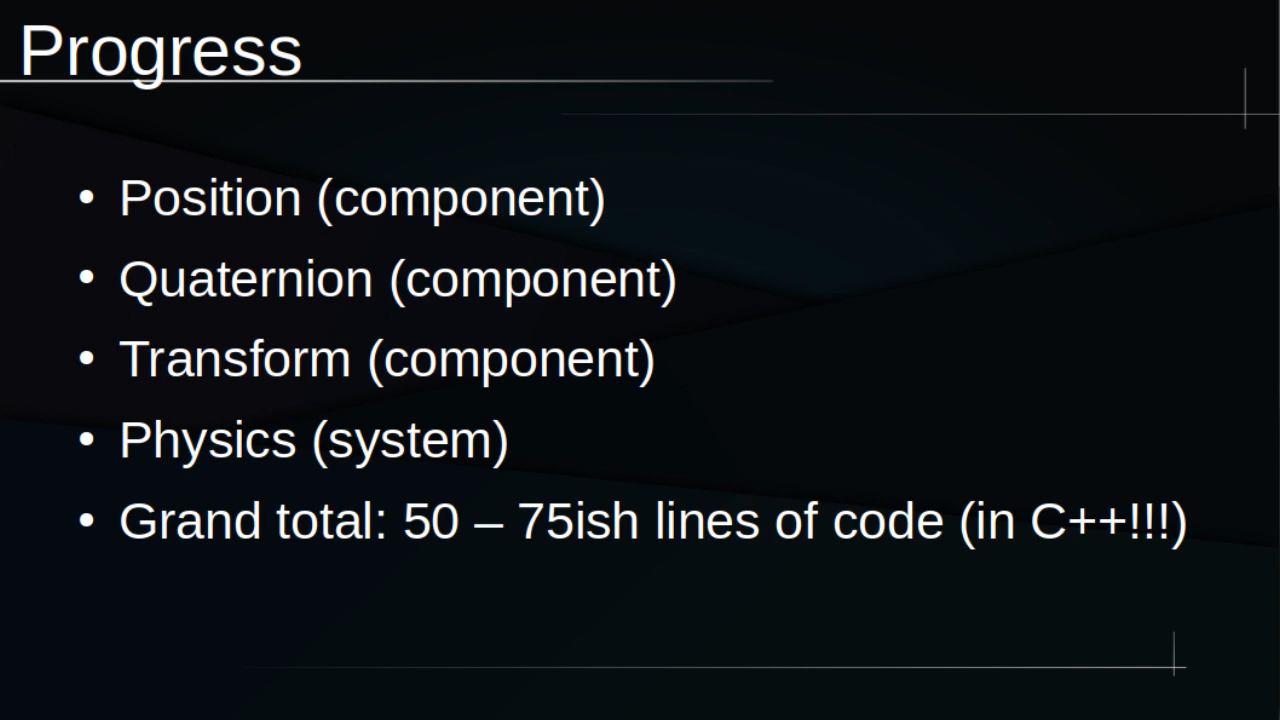 Progress
• Position (component)
• Quaternion (component)
• Transform (component)
• Physics (system)
• Grand total: 50 – 75ish lines of code (in C++!!!)